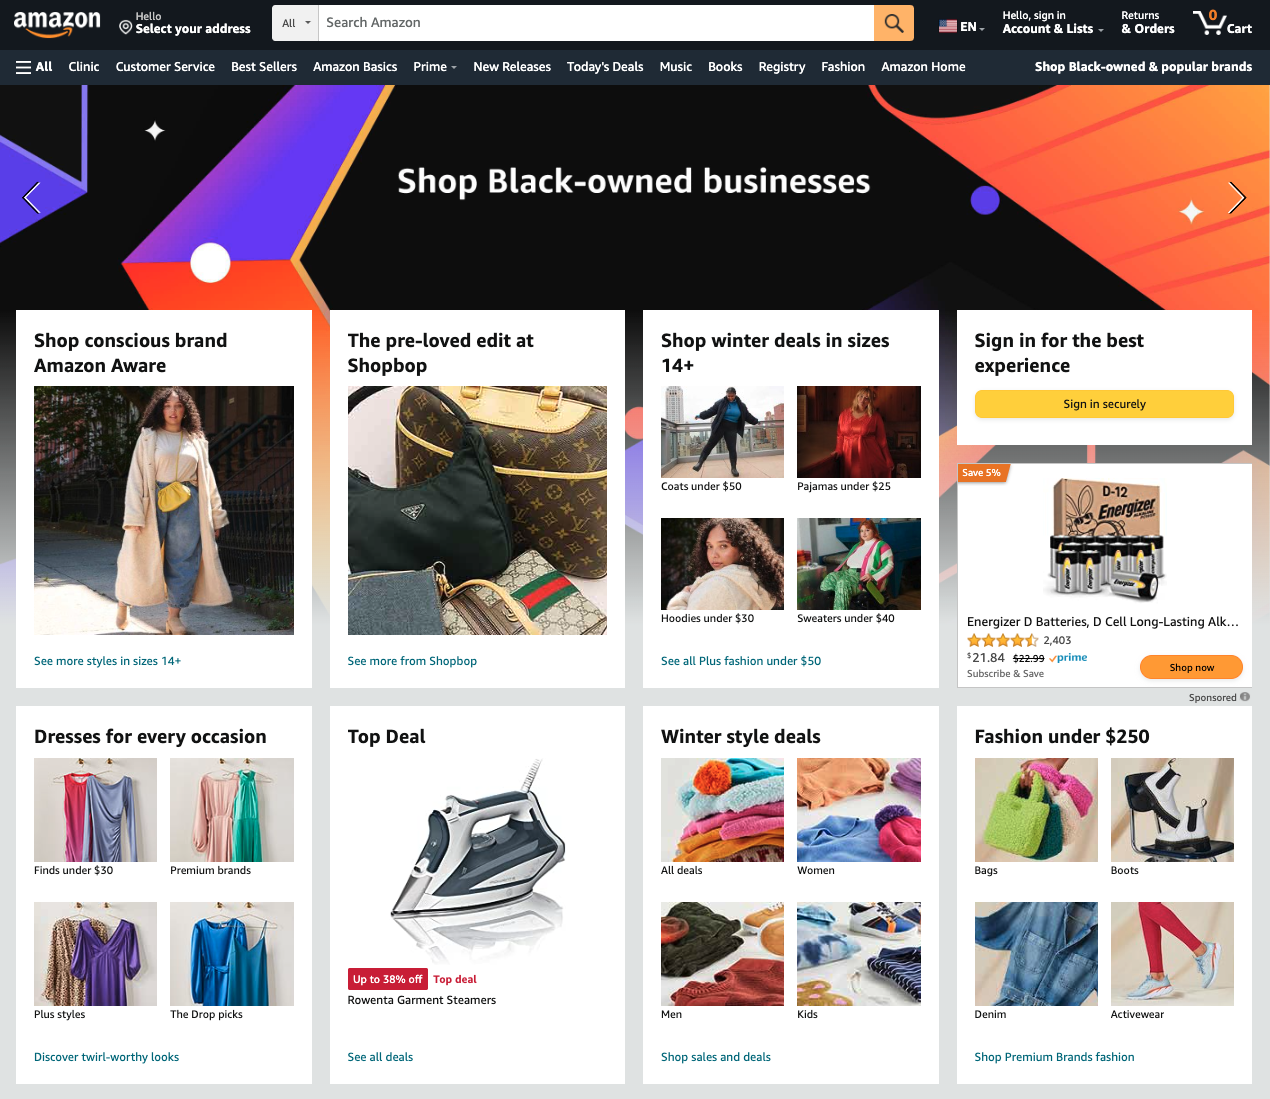 amazon
Hello
Select your address
All
Search Amazon
EN
Hello, sign in
Account & Lists
Returns
& Orders
0
Cart
All
Clinic
Customer Service
Best Sellers
Amazon Basics
Prime
New Releases
Today's Deals
Music
Books
Registry
Fashion
Amazon Home
Shop Black-owned & popular brands
Shop Black-owned businesses
Shop conscious brand
Amazon Aware
See more styles in sizes 14+
The pre-loved edit at
Shopbop
PRADA
See more from Shopbop
Shop winter deals in sizes
14+
Coats under $50
Pajamas under $25
Hoodies under $30
Sweaters under $40
See all Plus fashion under $50
Sign in for the best
experience
Sign in securely
Save 5%
D-12
Energizer
Energizer D Batteries, D Cell Long-Lasting Alk...
2,403
$21.84 $22.99 prime
Subscribe & Save
Shop now
Sponsored
Dresses for every occasion
Finds under $30
Premium brands
Plus styles
The Drop picks
Discover twirl-worthy looks
Top Deal
Up to 38% off
Top deal
Rowenta Garment Steamers
See all deals
Winter style deals
All deals
Women
Men
Kids
Shop sales and deals
Fashion under $250
Bags
Boots
Denim
Activewear
Shop Premium Brands fashion